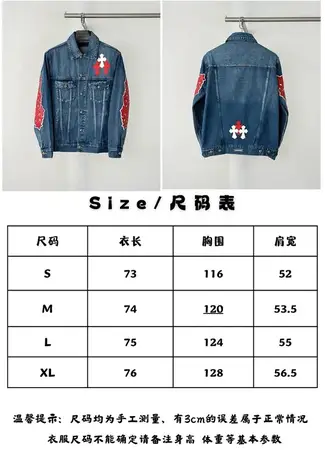 Size/尺码表
尺码 衣长 胸围 肩宽
S 73 116 52
M 74 120 53.5
L 75 124 55
XL 76 128 56.5
温馨提示：尺码均为手工测量、有3cm的误差属于正常情况
衣服尺码不能确定请备注身高 体重等基本参数